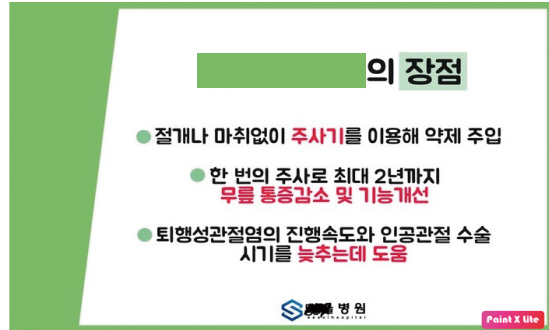 의 장점
절개나 마취없이 주사기를 이용해 약제 주입
한 번의 주사로 최대 2년까지
무릎 통증감소 및 기능개선
퇴행성관절염의 진행속도와 인공관절 수술
시기를 늦추는데 도움
병원
Paint X Lite